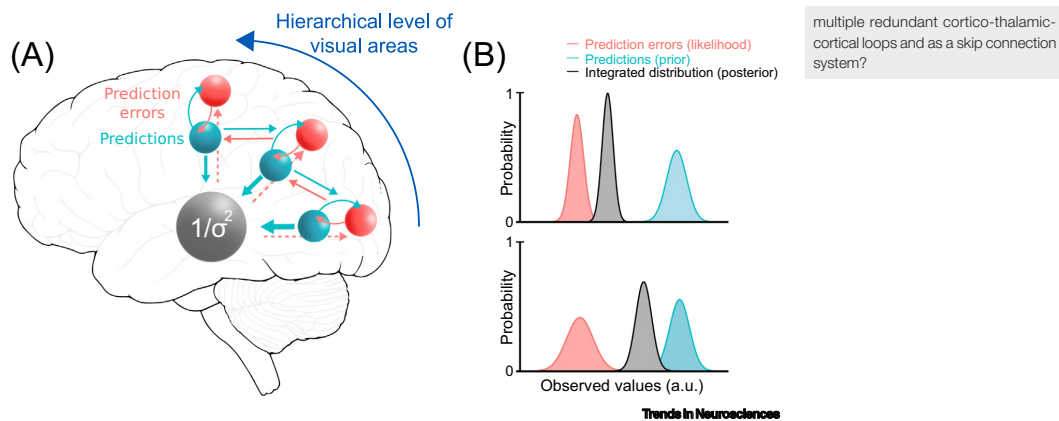 Hierarchical level of
visual areas
(A)
Prediction
errors
Predictions
1/σ²
(B)
Prediction errors (likelihood)
Predictions (prior)
Integrated distribution (posterior)
1
Probability
0
1
Probability
0
Observed values (a.u.)
Trends in Neurosciences
multiple redundant cortico-thalamic-
cortical loops and as a skip connection
system?